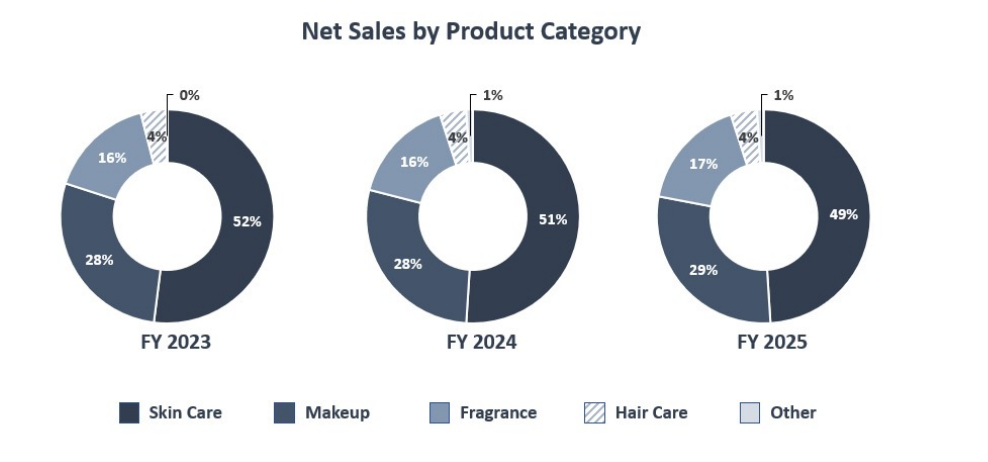 Net Sales by Product Category
0%
4%
16%
52%
28%
FY 2023
1%
4%
16%
51%
28%
FY 2024
1%
4%
17%
49%
29%
FY 2025
Skin Care
Makeup
Fragrance
Hair Care
Other